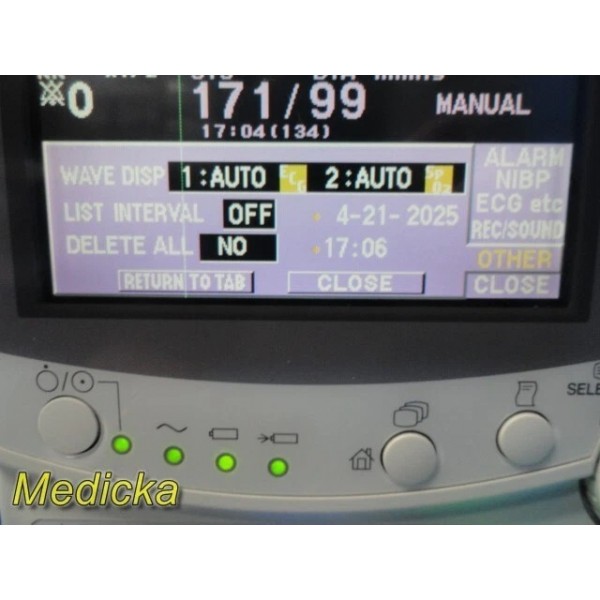 0 171/99 MANUAL
17:04(134)
WAVE DISP 1:AUTO ECG 2:AUTO SpO2
LIST INTERVAL OFF 4-21-2025
DELETE ALL NO 17:06
RETURN TO TAB CLOSE
ALARM
NIBP
ECG etc
REC/SOUND
OTHER
CLOSE
Medicka